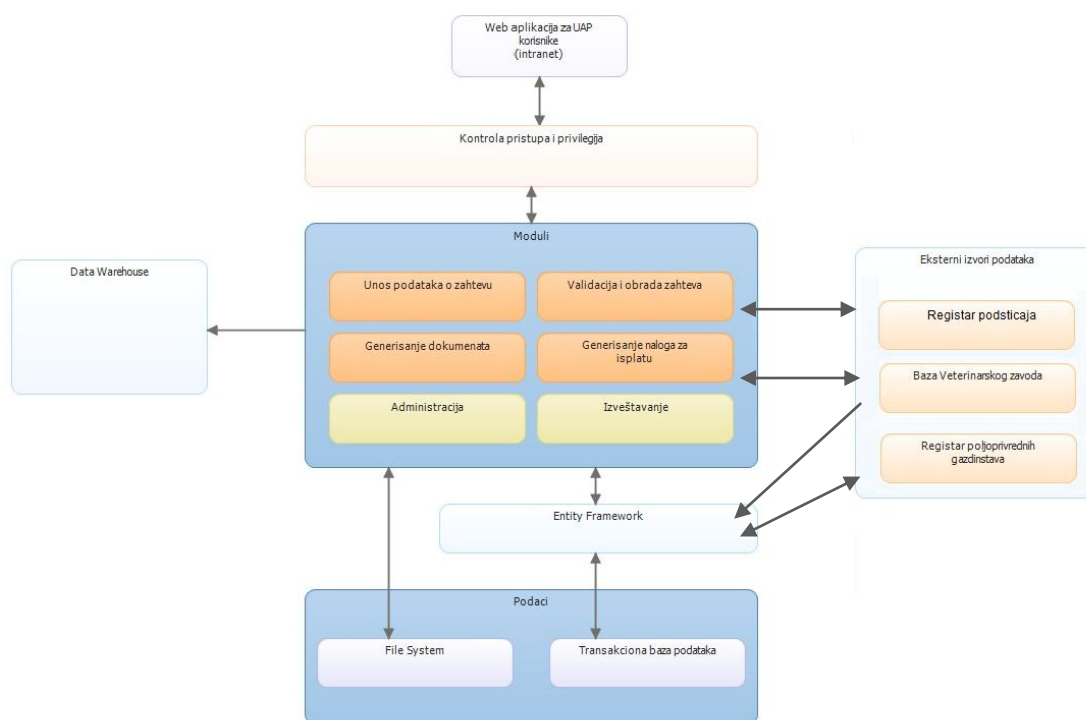 Web aplikacija za UAP
korisnike
(intranet)
Kontrola pristupa i privilegija
Moduli
Unos podataka o zahtevu
Validacija i obrada zahteva
Generisanje dokumenata
Generisanje naloga za
isplatu
Administracija
Izveštavanje
Data Warehouse
Eksterni izvori podataka
Registar podsticaja
Baza Veterinarskog zavoda
Registar poljoprivrednih
gazdinstava
Entity Framework
Podaci
File System
Transakciona baza podataka